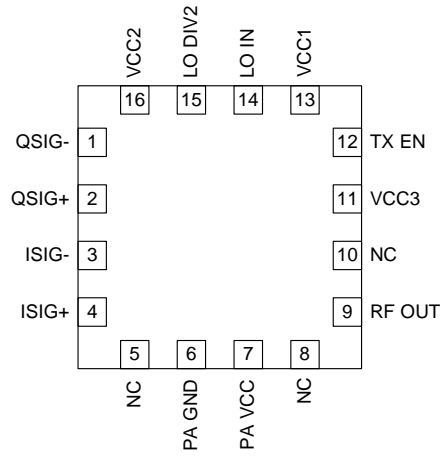 VCC2
LO DIV2
LO IN
VCC1
16
15
14
13
QSIG-
1
12
TX EN
QSIG+
2
11
VCC3
ISIG-
3
10
NC
ISIG+
4
9
RF OUT
5
6
7
8
NC
PA GND
PA VCC
NC